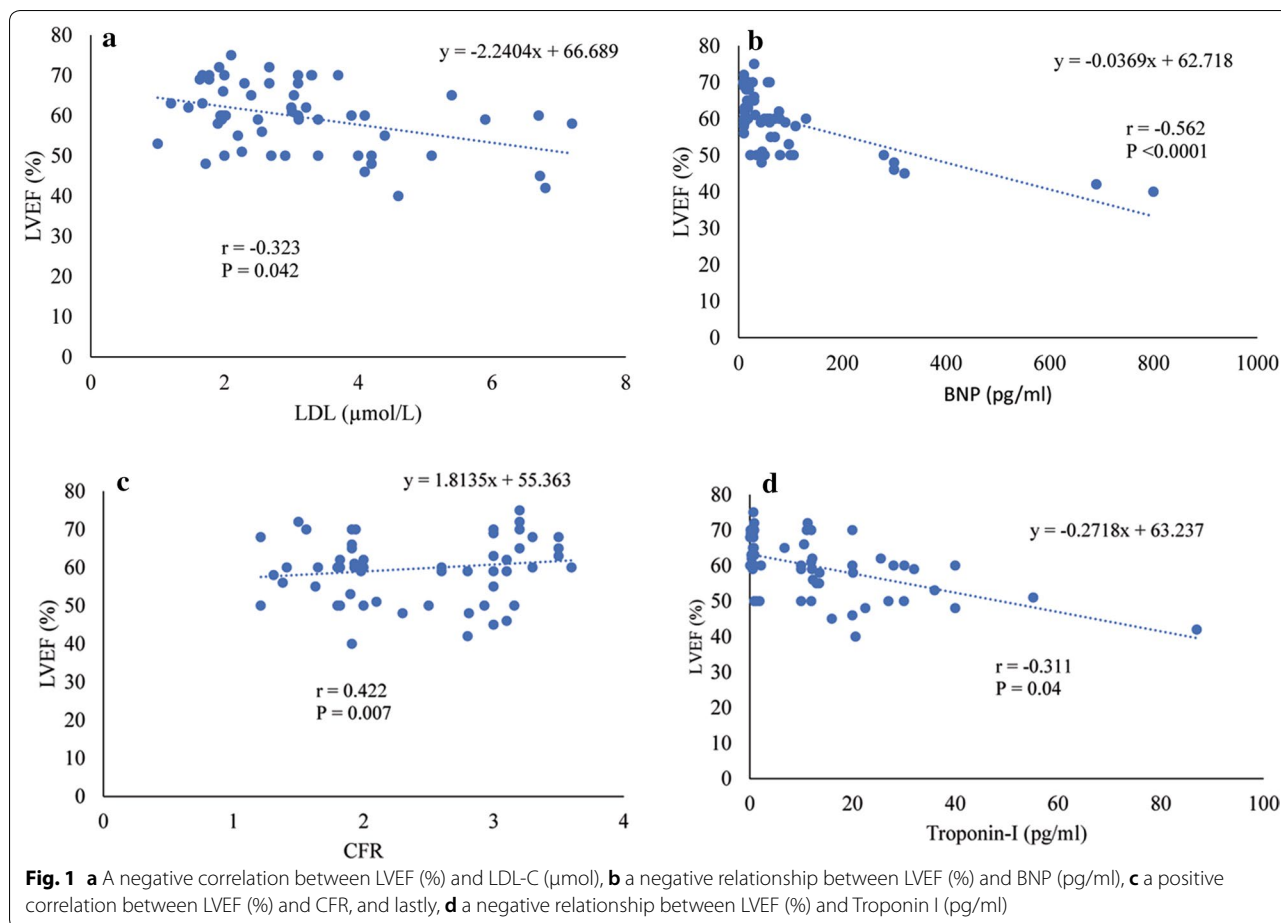 a
80
70
60
50
40
30
20
10
0
LVEF (%)
y = -2.2404x + 66.689
r = -0.323
P = 0.042
0 2 4 6 8
LDL (µmol/L)
b
80
70
60
50
40
30
20
10
0
LVEF (%)
y = -0.0369x + 62.718
r = -0.562
P <0.0001
0 200 400 600 800 1000
BNP (pg/ml)
c
80
70
60
50
40
30
20
10
0
LVEF (%)
y = 1.8135x + 55.363
r = 0.422
P = 0.007
0 1 2 3 4
CFR
d
80
70
60
50
40
30
20
10
0
LVEF (%)
y = -0.2718x + 63.237
r = -0.311
P = 0.04
0 20 40 60 80 100
Troponin-I (pg/ml)
Fig. 1 a A negative correlation between LVEF (%) and LDL-C (µmol), b a negative relationship between LVEF (%) and BNP (pg/ml), c a positive
correlation between LVEF (%) and CFR, and lastly, d a negative relationship between LVEF (%) and Troponin I (pg/ml)